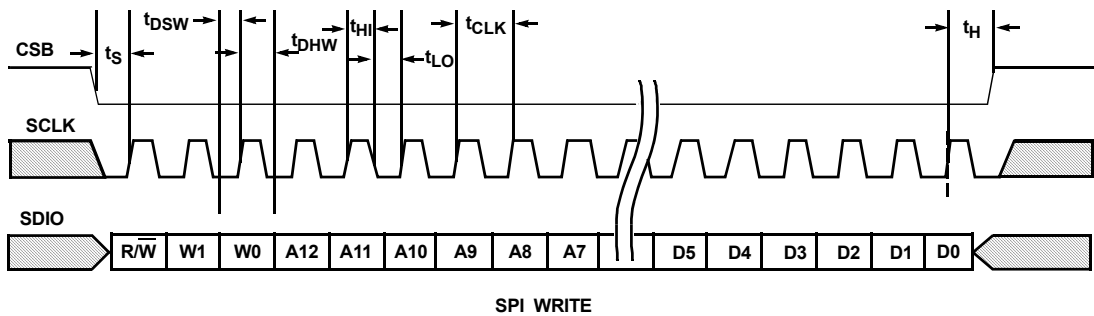 tDSW
tHI
tCLK
tH
CSB
tS
tDHW
tLO
SCLK
SDIO
R/W̅ W1 W0 A12 A11 A10 A9 A8 A7 D5 D4 D3 D2 D1 D0
SPI WRITE